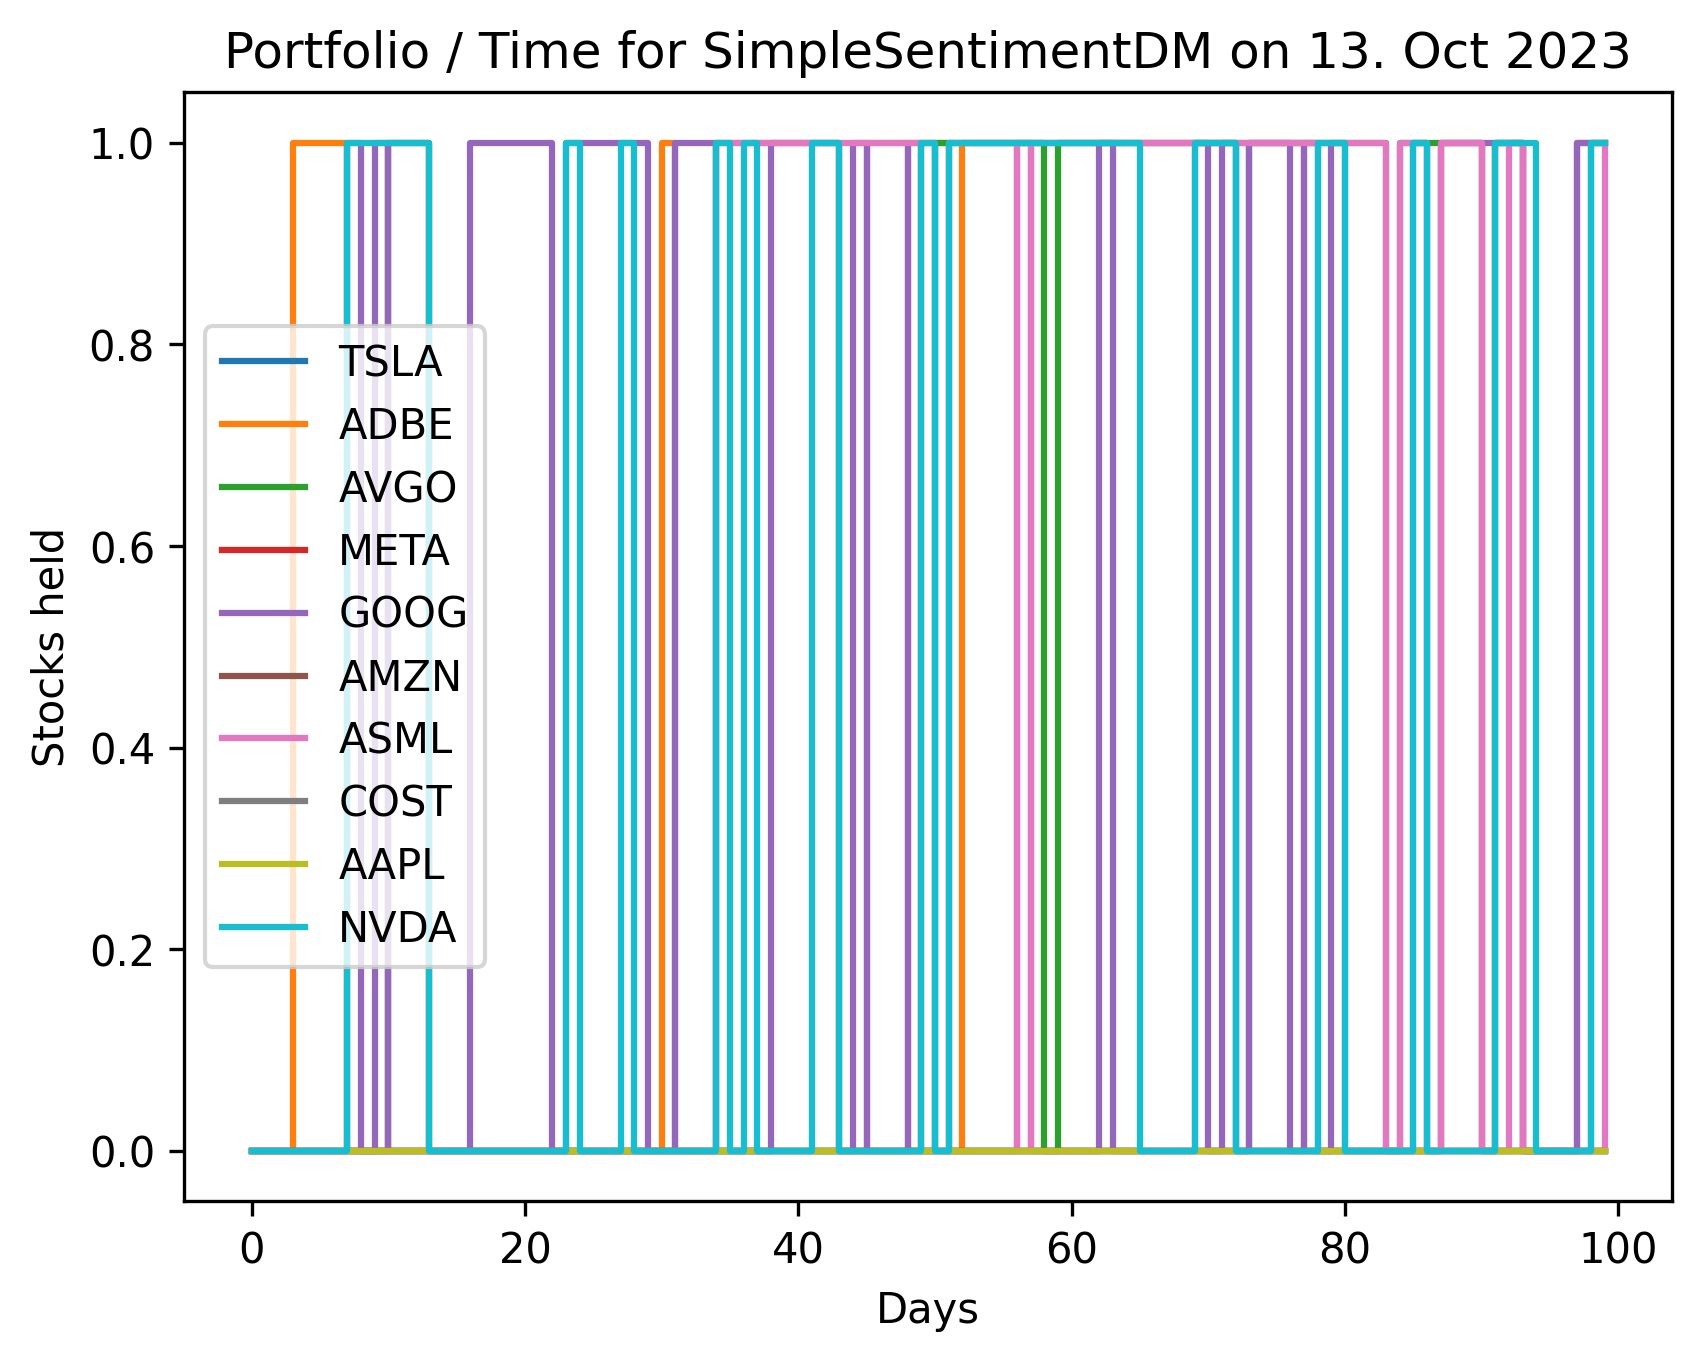 Portfolio / Time for SimpleSentimentDM on 13. Oct 2023
1.0
0.8
0.6
0.4
0.2
0.0
Stocks held
TSLA
ADBE
AVGO
META
GOOG
AMZN
ASML
COST
AAPL
NVDA
0 20 40 60 80 100
Days